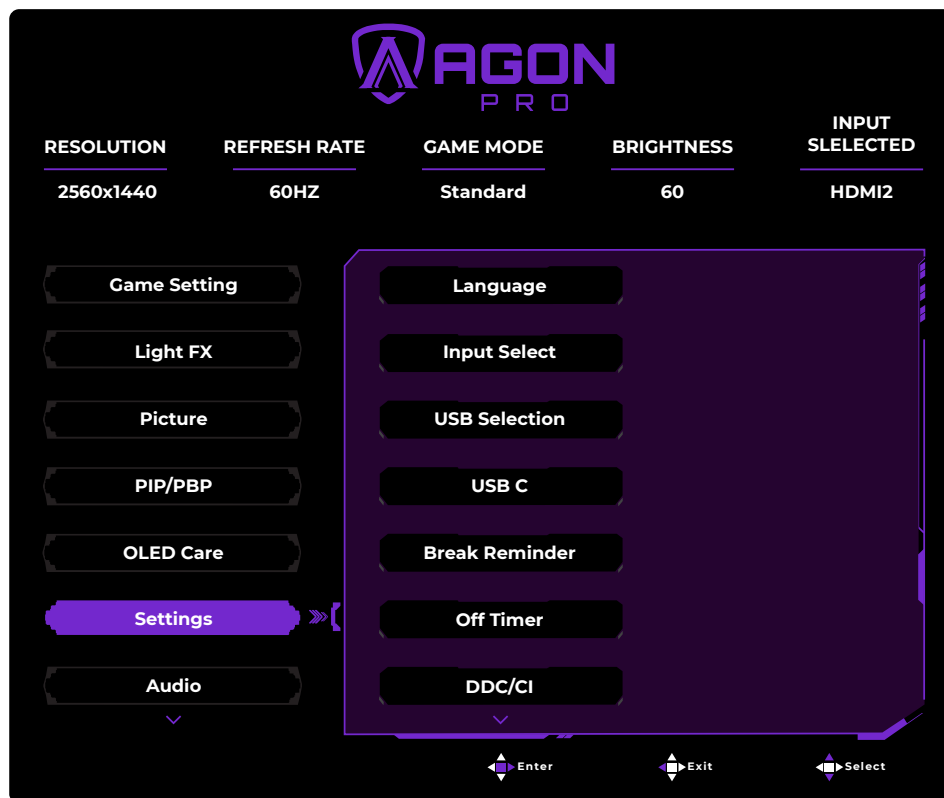 AGON
PRO
RESOLUTION
REFRESH RATE
GAME MODE
BRIGHTNESS
INPUT
SLELECTED
2560x1440
60HZ
Standard
60
HDMI2
Game Setting
Light FX
Picture
PIP/PBP
OLED Care
Settings
Audio
Language
Input Select
USB Selection
USB C
Break Reminder
Off Timer
DDC/CI
Enter
Exit
Select